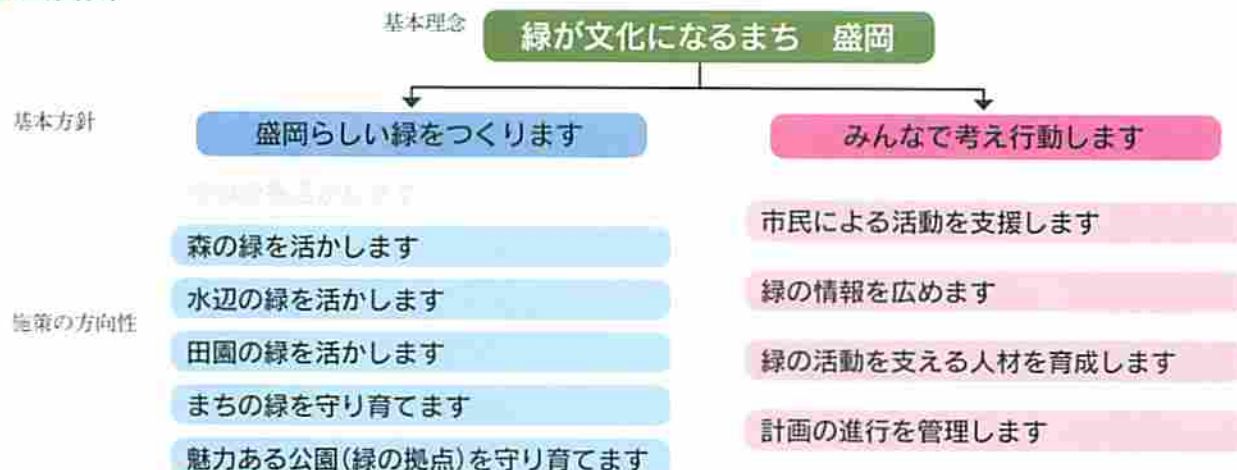 基本理念
緑が文化になるまち 盛岡
基本方針
盛岡らしい緑をつくります
みんなで考え行動します
施策の方向性
森の緑を活かします
水辺の緑を活かします
田園の緑を活かします
まちの緑を守り育てます
魅力ある公園(緑の拠点)を守り育てます
市民による活動を支援します
緑の情報を広めます
緑の活動を支える人材を育成します
計画の進行を管理します